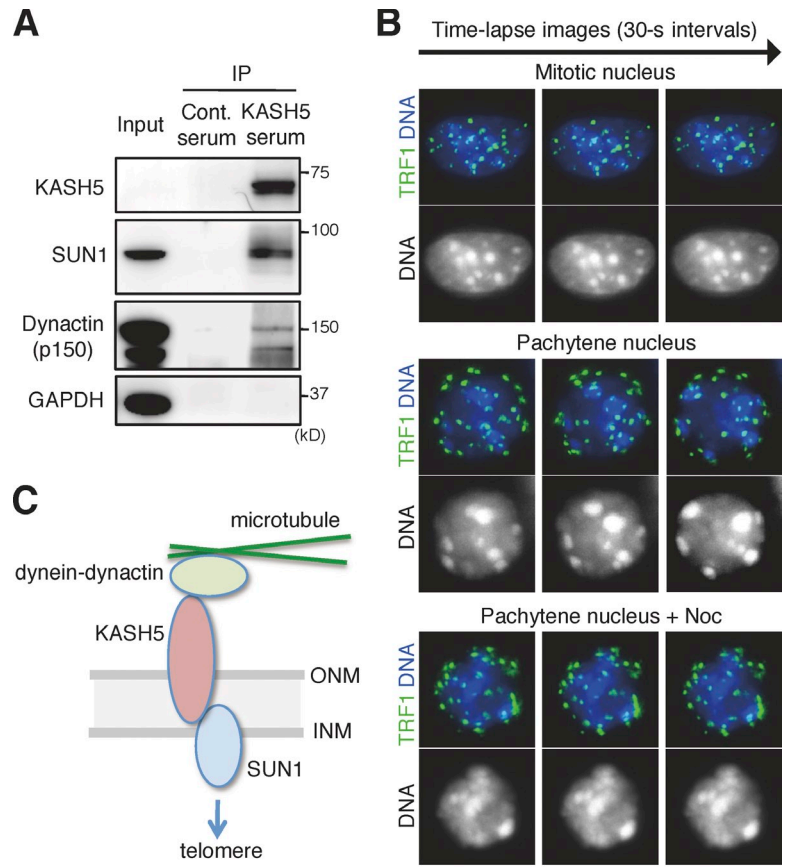 A
IP
Input
Cont. serum
KASH5 serum
KASH5
75
SUN1
100
Dynactin (p150)
150
GAPDH
37
(kD)
B
Time-lapse images (30-s intervals)
Mitotic nucleus
TRF1 DNA
DNA
Pachytene nucleus
TRF1 DNA
DNA
Pachytene nucleus + Noc
TRF1 DNA
DNA
C
microtubule
dynein-dynactin
KASH5
ONM
INM
SUN1
telomere